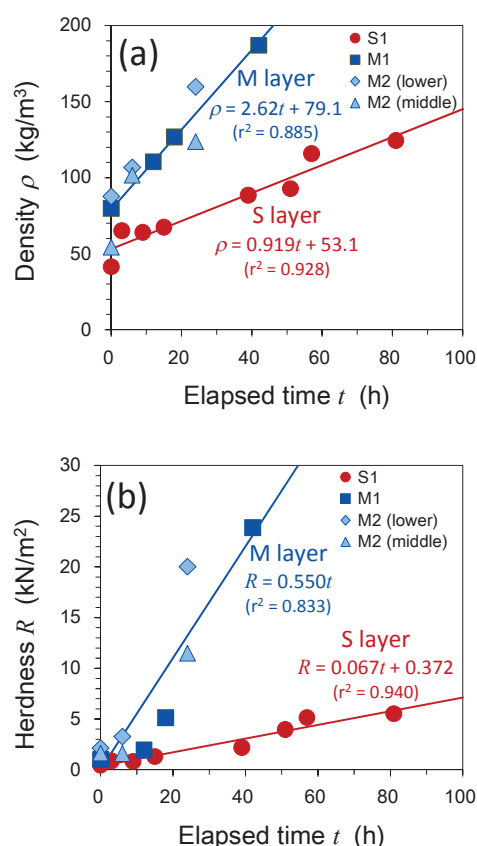 (a)
S1
M1
M2 (lower)
M2 (middle)
M layer
ρ = 2.62t + 79.1
(r² = 0.885)
S layer
ρ = 0.919t + 53.1
(r² = 0.928)
200
150
100
50
0
0 20 40 60 80 100
Density ρ (kg/m³)
Elapsed time t (h)
(b)
S1
M1
M2 (lower)
M2 (middle)
M layer
R = 0.550t
(r² = 0.833)
S layer
R = 0.067t + 0.372
(r² = 0.940)
30
25
20
15
10
5
0
0 20 40 60 80 100
Herdness R (kN/m²)
Elapsed time t (h)